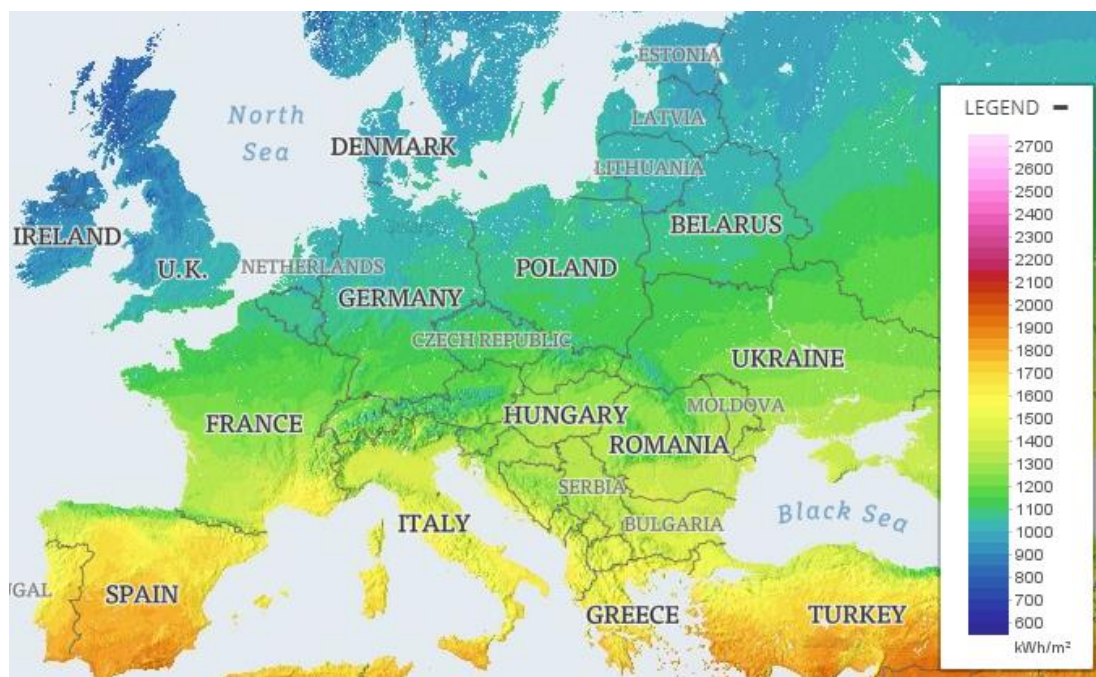 ESTONIA
North
Sea
LATVIA
DENMARK
LITHUANIA
BELARUS
IRELAND
U.K.
NETHERLANDS
POLAND
GERMANY
CZECH REPUBLIC
UKRAINE
FRANCE
HUNGARY
MOLDOVA
ROMANIA
SERBIA
ITALY
BULGARIA
Black Sea
UGAL
SPAIN
GREECE
TURKEY
LEGEND
2700
2600
2500
2400
2300
2200
2100
2000
1900
1800
1700
1600
1500
1400
1300
1200
1100
1000
900
800
700
600
kWh/m²